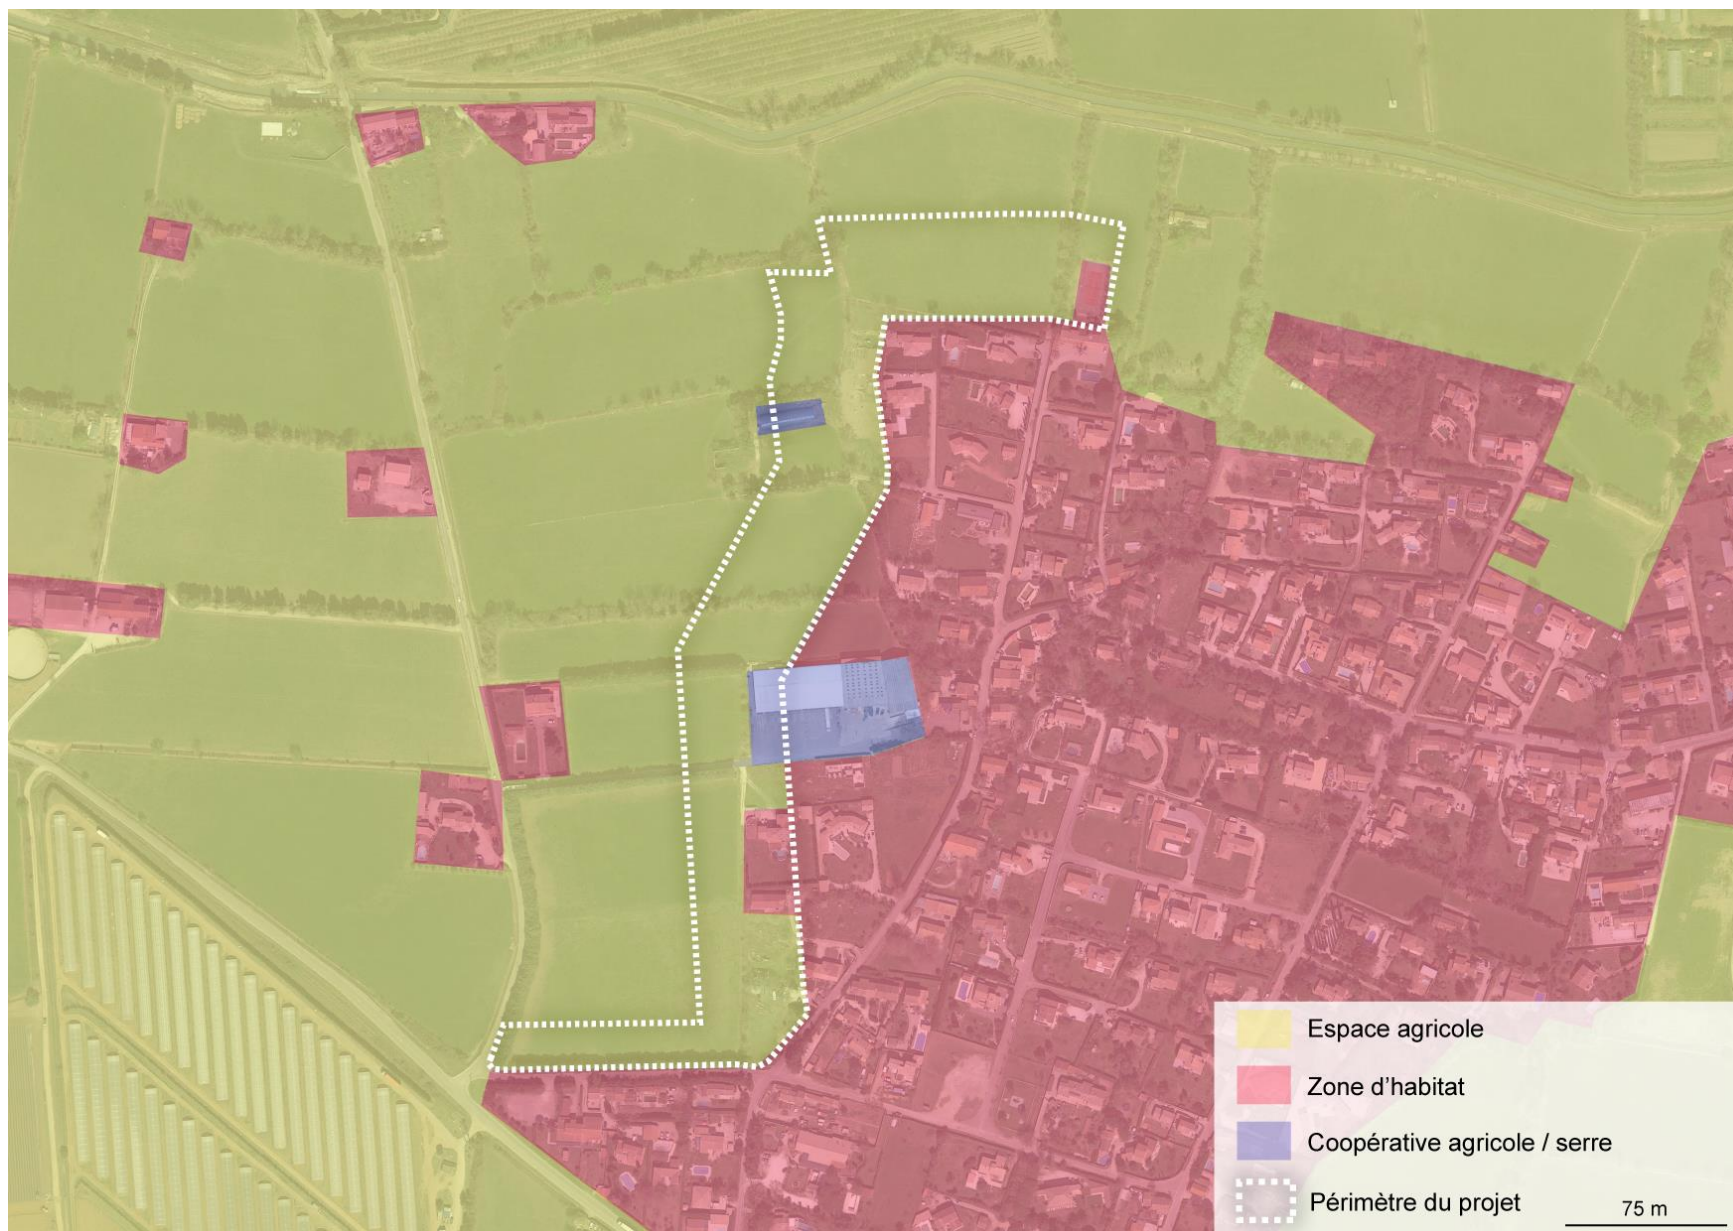 Espace agricole
Zone d'habitat
Coopérative agricole / serre
Périmètre du projet
75 m